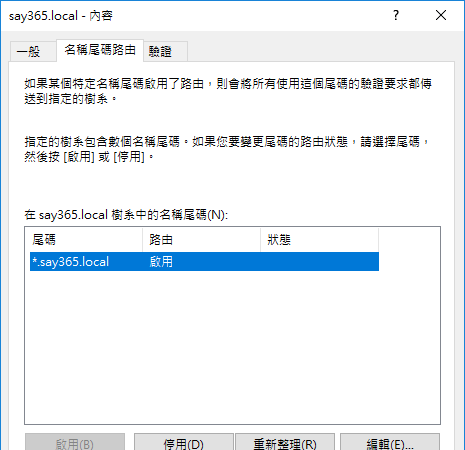 say365.local - 內容
一般 名稱尾碼路由 驗證
如果某個特定名稱尾碼啟用了路由，則會將所有使用這個尾碼的驗證要求都傳
送到指定的樹系。
指定的樹系包含數個名稱尾碼。如果您要變更尾碼的路由狀態，請選擇尾碼，
然後按 [啟用] 或 [停用]。
在 say365.local 樹系中的名稱尾碼(N):
尾碼 路由 狀態
*.say365.local 啟用
啟用(B) 停用(D) 重新整理(R) 編輯(E)...